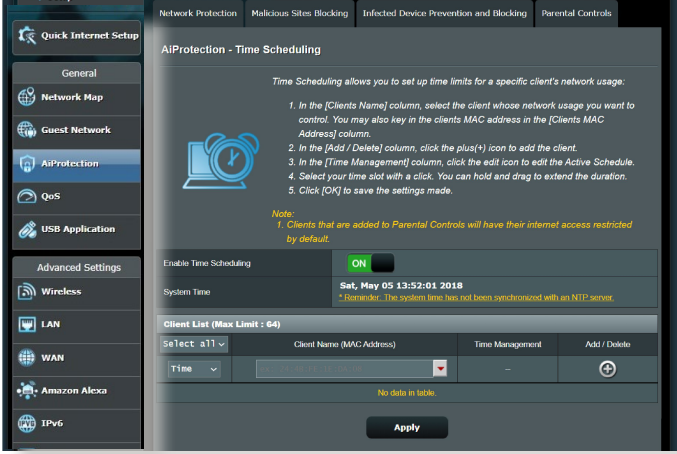 Network Protection
Malicious Sites Blocking
Infected Device Prevention and Blocking
Parental Controls
Quick Internet Setup
General
Network Map
Guest Network
AiProtection
QoS
USB Application
Advanced Settings
Wireless
LAN
WAN
Amazon Alexa
IPv6
AiProtection - Time Scheduling
Time Scheduling allows you to set up time limits for a specific client's network usage:
1. In the [Clients Name] column, select the client whose network usage you want to
control. You may also key in the clients MAC address in the [Clients MAC
Address] column.
2. In the [Add / Delete] column, click the plus(+) icon to add the client.
3. In the [Time Management] column, click the edit icon to edit the Active Schedule.
4. Select your time slot with a click. You can hold and drag to extend the duration.
5. Click [OK] to save the settings made.
Note:
1. Clients that are added to Parental Controls will have their internet access restricted
by default.
Enable Time Scheduling
ON
System Time
Sat, May 05 13:52:01 2018
* Reminder: The system time has not been synchronized with an NTP server.
Client List (Max Limit : 64)
Select all
Client Name (MAC Address)
Time Management
Add / Delete
Time
–
No data in table.
Apply